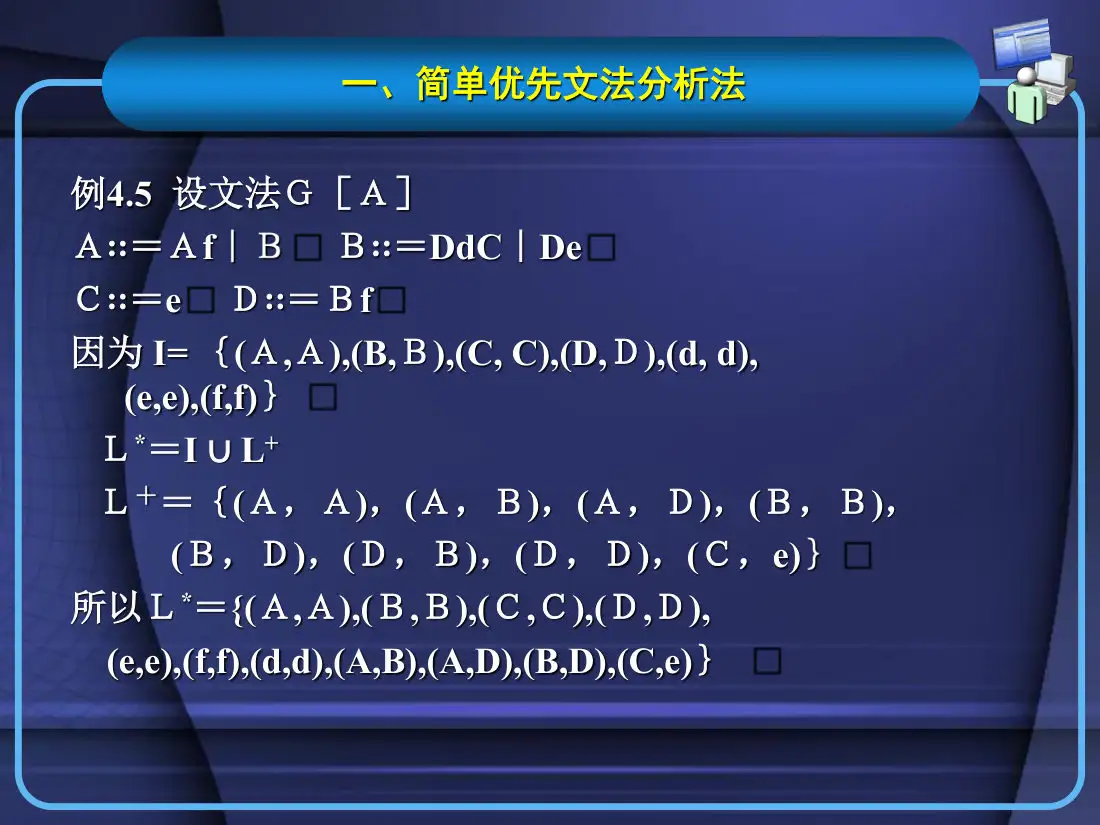 一、简单优先文法分析法
例4.5 设文法Ｇ［Ａ］
Ａ∷＝Ａf｜Ｂ□ Ｂ∷＝DdC｜De□
Ｃ∷＝e□ Ｄ∷＝Ｂf□
因为 I=｛(Ａ,Ａ),(B,Ｂ),(C, C),(D,Ｄ),(d, d),
(e,e),(f,f)｝ □
Ｌ*＝I ∪ L+
Ｌ＋＝｛(Ａ，Ａ)，(Ａ，Ｂ)，(Ａ，Ｄ)，(Ｂ，Ｂ)，
(Ｂ，Ｄ)，(Ｄ，Ｂ)，(Ｄ，Ｄ)，(Ｃ，e)｝□
所以Ｌ*＝{(Ａ,Ａ),(Ｂ,Ｂ),(Ｃ,Ｃ),(Ｄ,Ｄ),
(e,e),(f,f),(d,d),(A,B),(A,D),(B,D),(C,e)｝ □